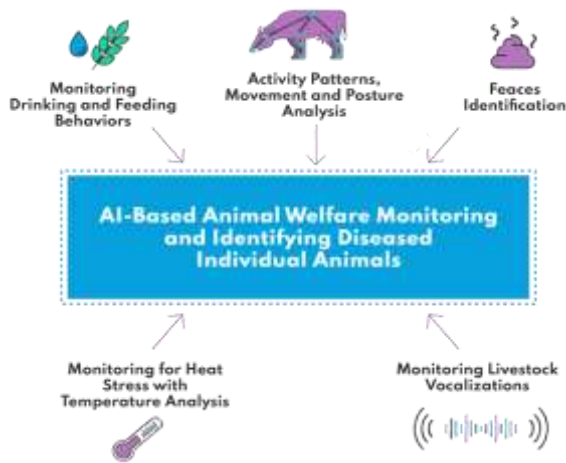 Monitoring
Drinking and Feeding
Behaviors
Activity Patterns,
Movement and Posture
Analysis
Feaces
Identification
AI-Based Animal Welfare Monitoring
and Identifying Diseased
Individual Animals
Monitoring for Heat
Stress with
Temperature Analysis
Monitoring Livestock
Vocalizations